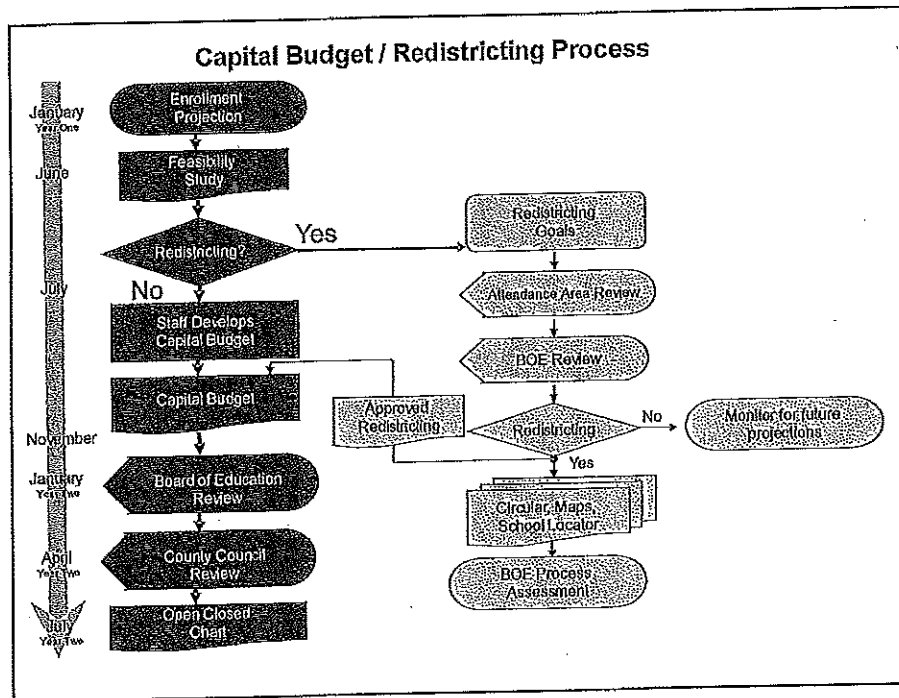 Capital Budget / Redistricting Process
January
Year One
Enrollment
Projection
June
Feasibility
Study
Redistricting?
Yes
No
July
Staff Develops
Capital Budget
Capital Budget
November
January
Year Two
Board of Education
Review
April
Year Two
County Council
Review
July
Year Two
Open Closed
Chart
Redistricting
Goals
Attendance Area Review
BOE Review
Approved
Redistricting
Redistricting
No
Monitor for future
projections
Yes
Circular, Maps,
School Locator
BOE Process
Assessment